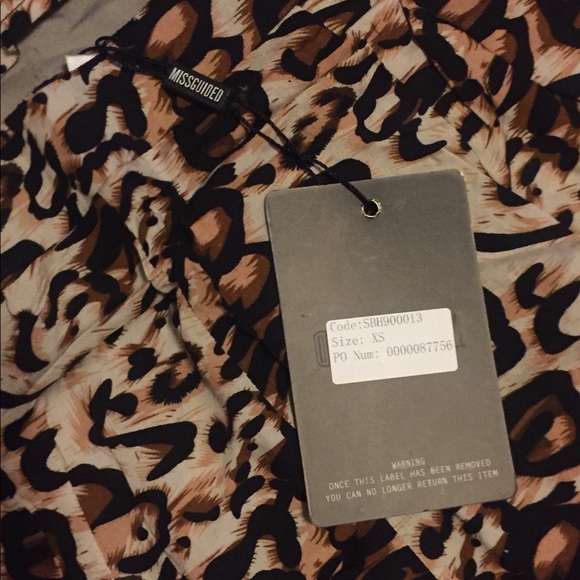 MISSGUIDED
Code:SBH900013
Size: XS
PO Num: 0000087756
WARNING
ONCE THIS LABEL HAS BEEN REMOVED
YOU CAN NO LONGER RETURN THIS ITEM